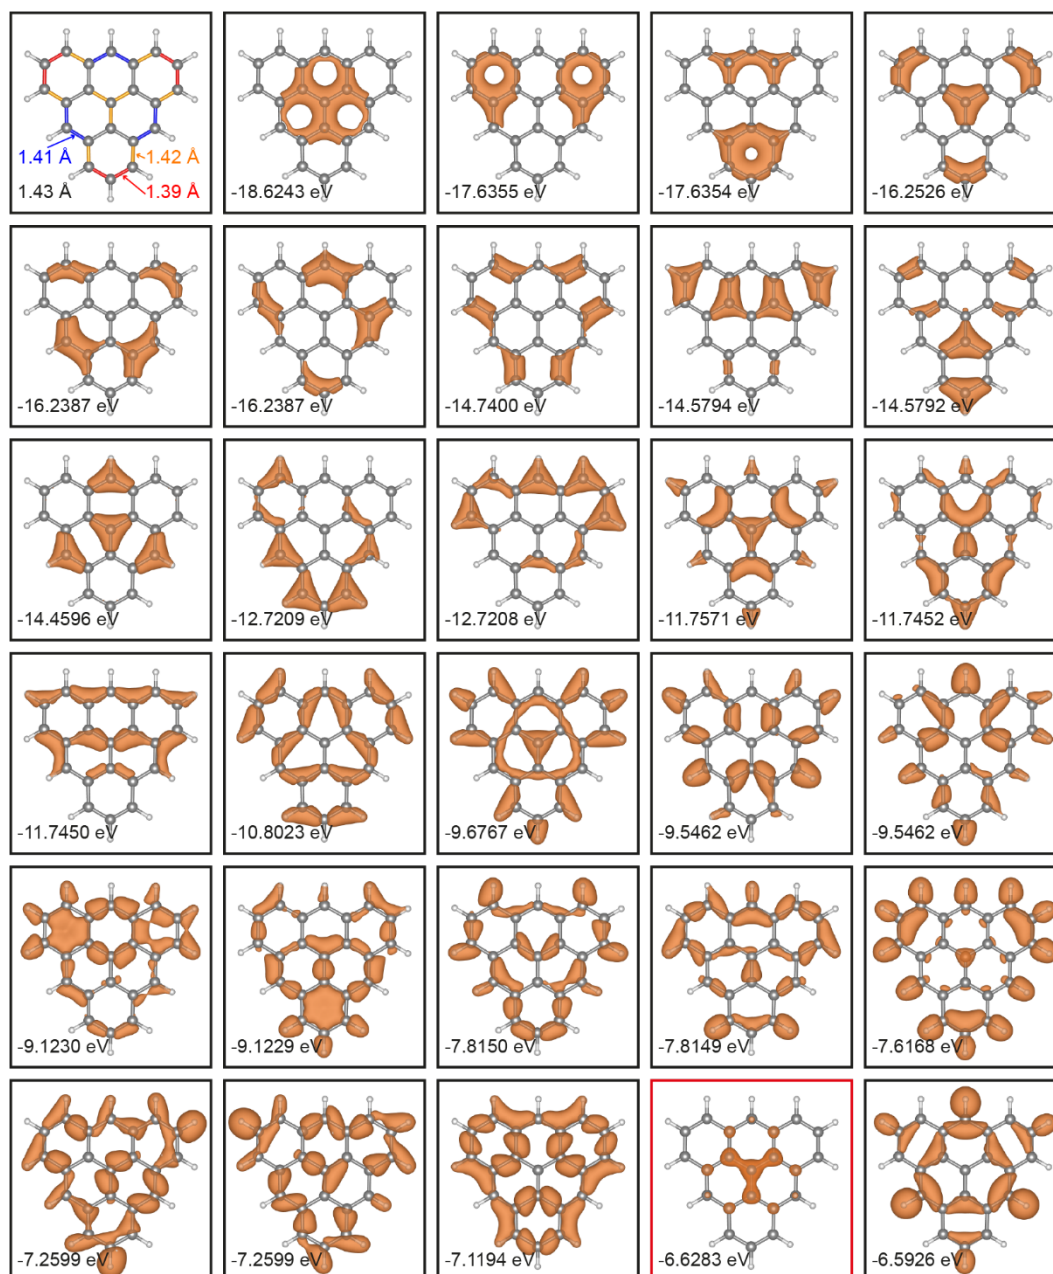 1.41 Å
1.42 Å
1.43 Å
1.39 Å
-18.6243 eV
-17.6355 eV
-17.6354 eV
-16.2526 eV
-16.2387 eV
-16.2387 eV
-14.7400 eV
-14.5794 eV
-14.5792 eV
-14.4596 eV
-12.7209 eV
-12.7208 eV
-11.7571 eV
-11.7452 eV
-11.7450 eV
-10.8023 eV
-9.6767 eV
-9.5462 eV
-9.5462 eV
-9.1230 eV
-9.1229 eV
-7.8150 eV
-7.8149 eV
-7.6168 eV
-7.2599 eV
-7.2599 eV
-7.1194 eV
-6.6283 eV
-6.5926 eV